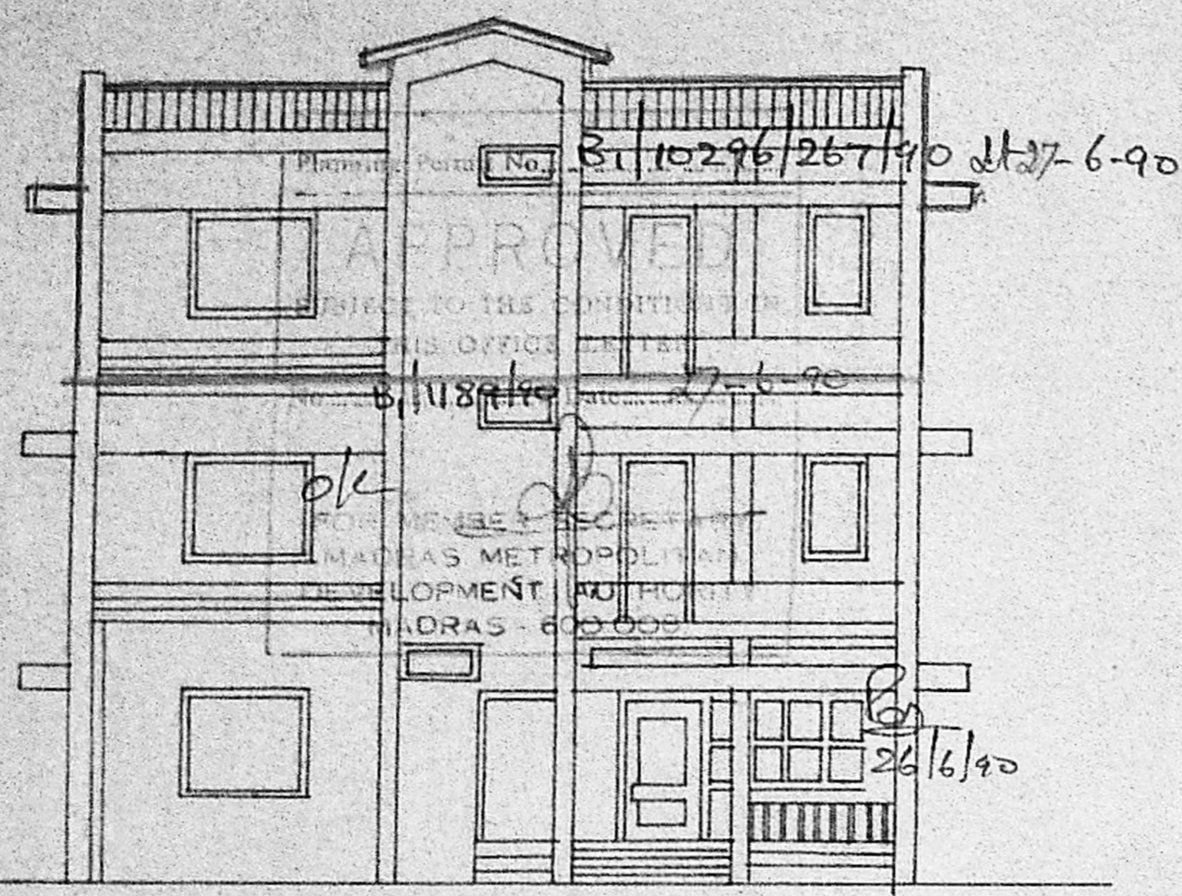 Planning Permit No. B1/10296/267/90 dt 27-6-90
APPROVED
SUBJECT TO THE CONDITIONS OF
THIS OFFICE LETTER
No. B1/1189/90 Date 27-6-90
o/k
FOR MEMBER SECRETARY
MADRAS METROPOLITAN
DEVELOPMENT AUTHORITY
MADRAS - 600 008
26/6/90